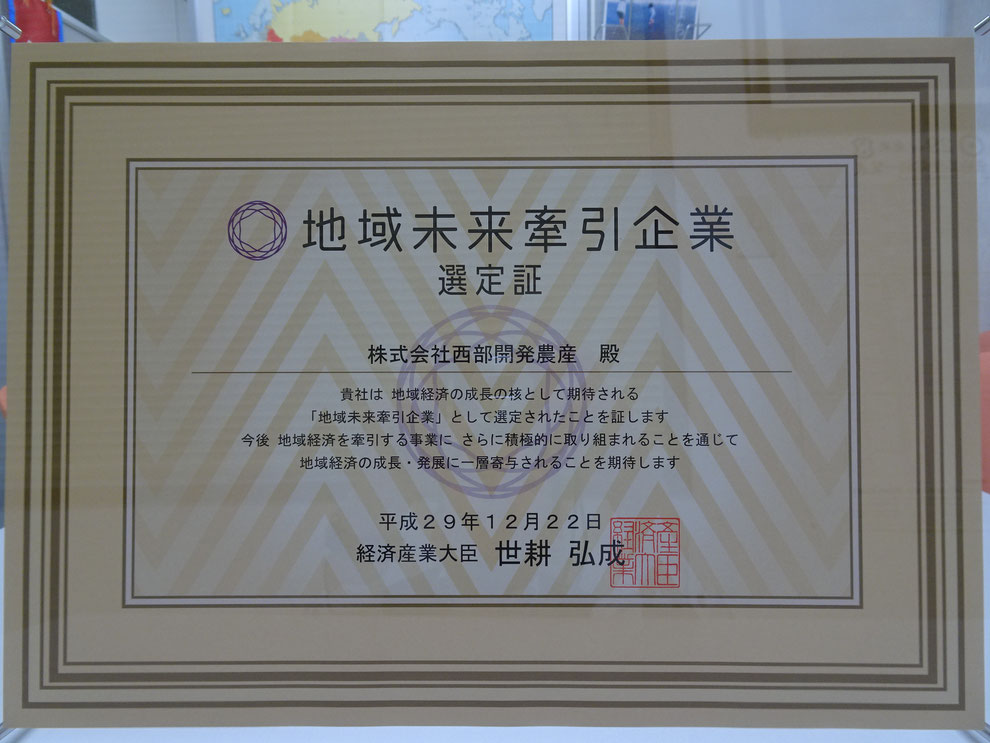 地域未来牽引企業
選定証
株式会社西部開発農産　殿
貴社は 地域経済の成長の核として期待される
「地域未来牽引企業」として選定されたことを証します
今後 地域経済を牽引する事業に さらに積極的に取り組まれることを通じて
地域経済の成長・発展に一層寄与されることを期待します
平成２９年１２月２２日
経済産業大臣 世耕 弘成